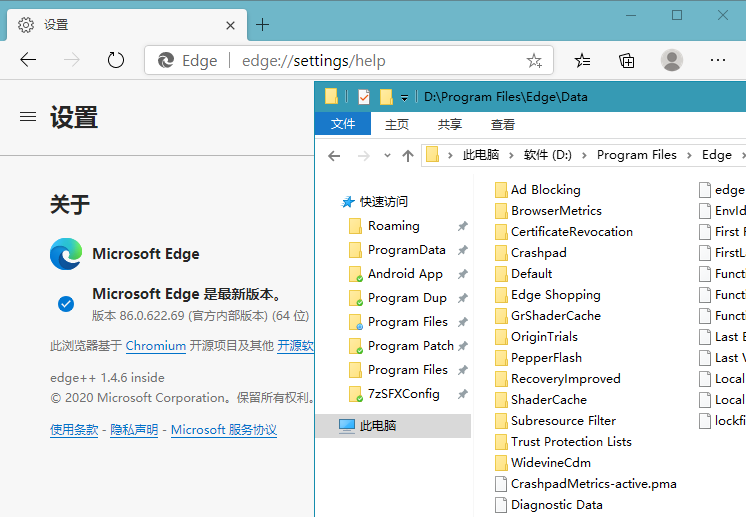 设置
Edge | edge://settings/help
设置
关于
Microsoft Edge
Microsoft Edge 是最新版本。
版本 86.0.622.69 (官方内部版本) (64 位)
此浏览器基于 Chromium 开源项目及其他 开源软
edge++ 1.4.6 inside
© 2020 Microsoft Corporation。保留所有权利。
使用条款 - 隐私声明 - Microsoft 服务协议
D:\Program Files\Edge\Data
文件 主页 共享 查看
此电脑 软件 (D:) Program Files Edge
快速访问
Roaming
ProgramData
Android App
Program Dup
Program Files
Program Patch
Program Files
7zSFXConfig
此电脑
Ad Blocking
BrowserMetrics
CertificateRevocation
Crashpad
Default
Edge Shopping
GrShaderCache
OriginTrials
PepperFlash
RecoveryImproved
ShaderCache
Subresource Filter
Trust Protection Lists
WidevineCdm
CrashpadMetrics-active.pma
Diagnostic Data
edge
EnvId
First F
FirstLa
Functi
Functi
Functi
Last B
Last V
Local
Local
lockfi